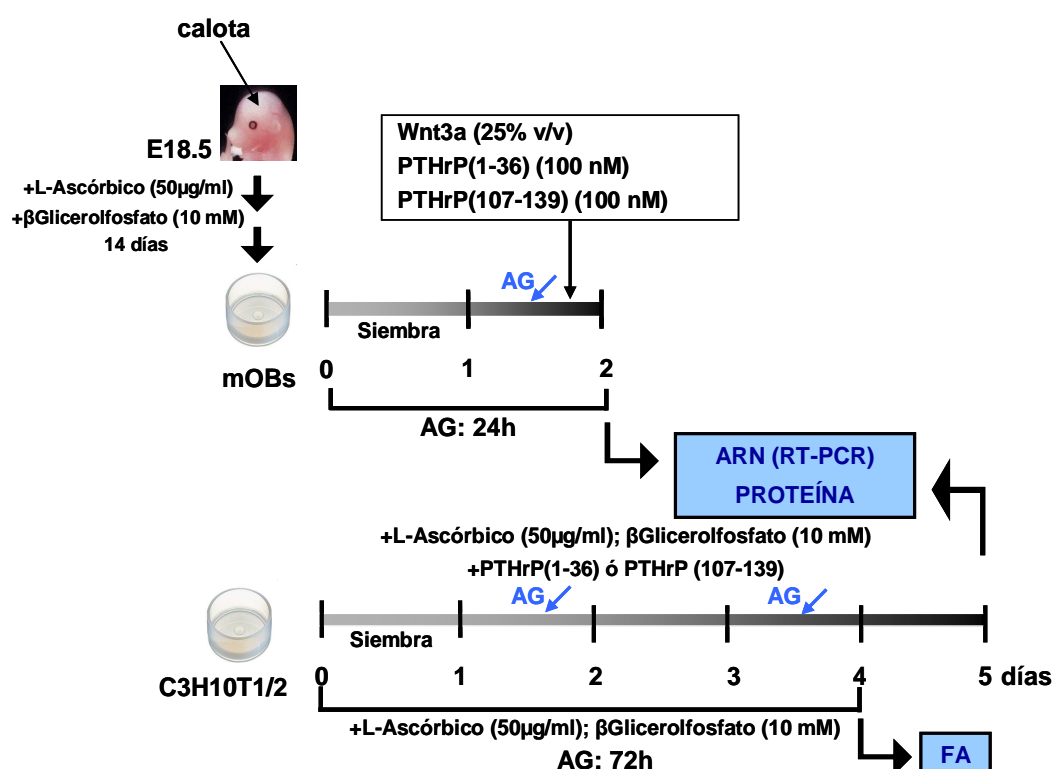 calota
E18.5
+L-Ascórbico (50µg/ml)
+βGlicerolfosfato (10 mM)
14 días
mOBs
Wnt3a (25% v/v)
PTHrP(1-36) (100 nM)
PTHrP(107-139) (100 nM)
AG
Siembra
0 1 2
AG: 24h
ARN (RT-PCR)
PROTEÍNA
+L-Ascórbico (50µg/ml); βGlicerolfosfato (10 mM)
+PTHrP(1-36) ó PTHrP (107-139)
AG AG
Siembra
C3H10T1/2
0 1 2 3 4 5 días
+L-Ascórbico (50µg/ml); βGlicerolfosfato (10 mM)
AG: 72h
FA